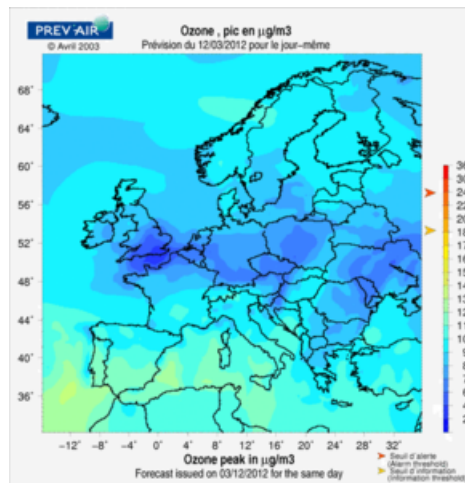 PREV'AIR
© Avril 2003
Ozone , pic en µg/m3
Prévision du 12/03/2012 pour le jour-même
68°
64°
60°
56°
52°
48°
44°
40°
36°
-12°
-8°
-4°
0°
4°
8°
12°
16°
20°
24°
28°
32°
Ozone peak in µg/m3
Forecast issued on 03/12/2012 for the same day
Seuil d'alerte
(Alarm threshold)
Seuil d'information
(Information threshold)